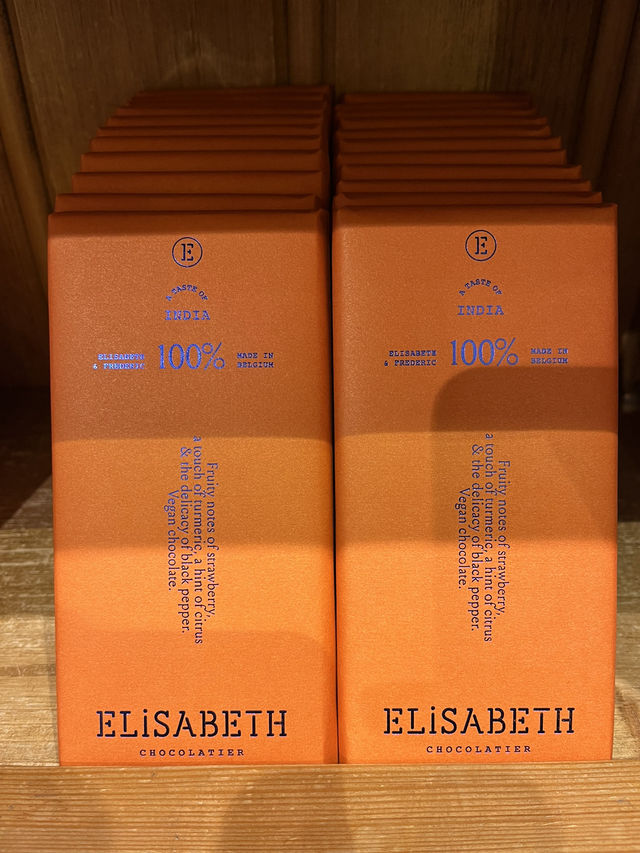 E
A TASTE OF
INDIA
ELISABETH
& FREDERIC
100%
MADE IN
BELGIUM
Fruity notes of strawberry,
a touch of turmeric, a hint of citrus
& the delicacy of black pepper.
Vegan chocolate.
ELiSABETH
CHOCOLATIER
E
A TASTE OF
INDIA
ELISABETH
& FREDERIC
100%
MADE IN
BELGIUM
Fruity notes of strawberry,
a touch of turmeric, a hint of citrus
& the delicacy of black pepper.
Vegan chocolate.
ELiSABETH
CHOCOLATIER